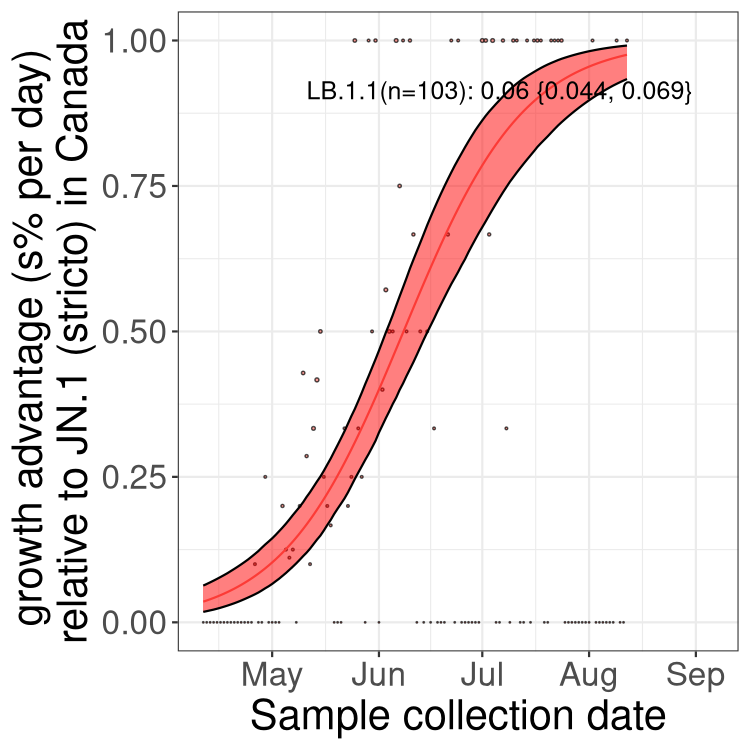 growth advantage (s% per day)
relative to JN.1 (stricto) in Canada
1.00
0.75
0.50
0.25
0.00
LB.1.1(n=103): 0.06 {0.044, 0.069}
May Jun Jul Aug Sep
Sample collection date